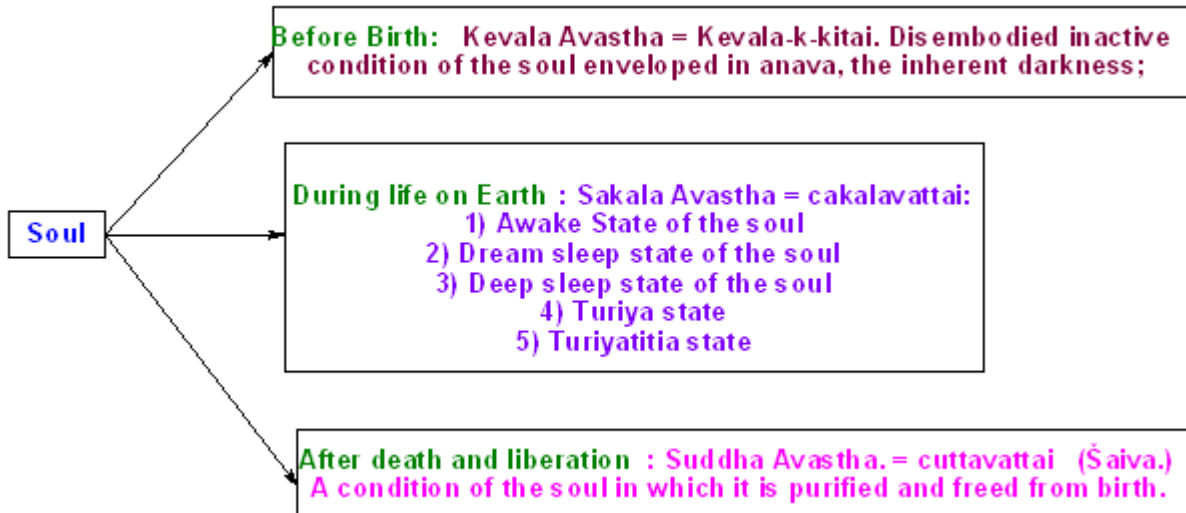 Before Birth: Kevala Avastha = Kevala-k-kitai. Disembodied inactive
condition of the soul enveloped in anava, the inherent darkness;
Soul
During life on Earth : Sakala Avastha = cakalavattai:
1) Awake State of the soul
2) Dream sleep state of the soul
3) Deep sleep state of the soul
4) Turiya state
5) Turiyatitia state
After death and liberation : Suddha Avastha. = cuttavattai (Šaiva.)
A condition of the soul in which it is purified and freed from birth.